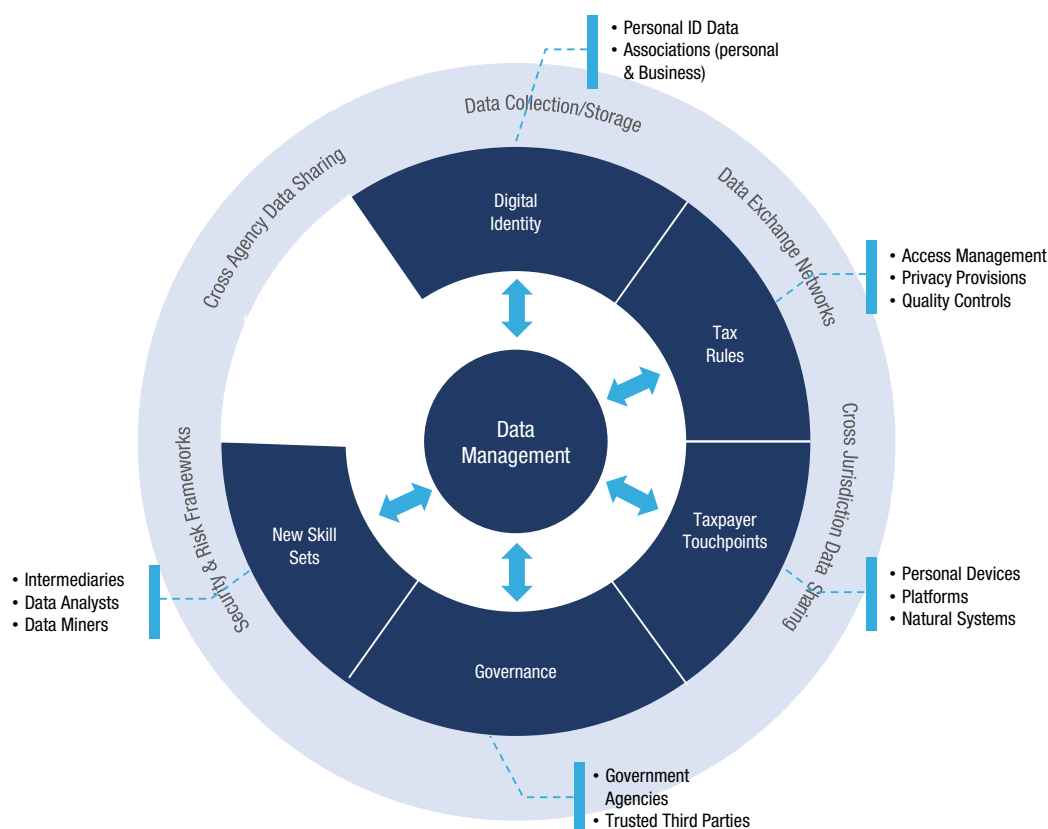 • Personal ID Data
• Associations (personal
& Business)
Data Collection/Storage
Cross Agency Data Sharing
Data Exchange Networks
Digital
Identity
• Access Management
• Privacy Provisions
• Quality Controls
Tax
Rules
Data
Management
Cross Jurisdiction Data Sharing
Security & Risk Frameworks
New Skill
Sets
Taxpayer
Touchpoints
• Intermediaries
• Data Analysts
• Data Miners
• Personal Devices
• Platforms
• Natural Systems
Governance
• Government
Agencies
• Trusted Third Parties